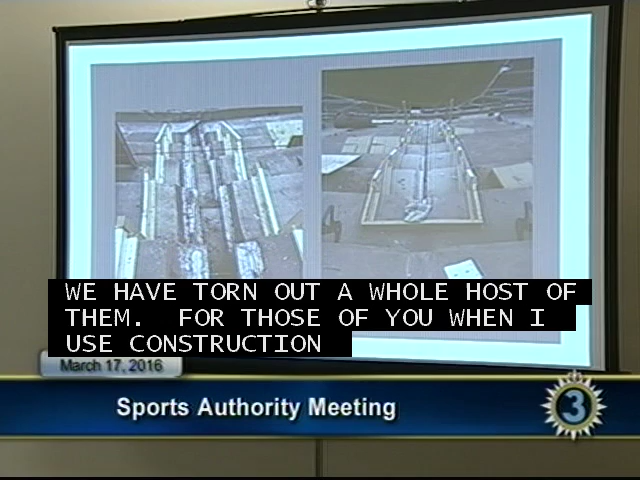 WE HAVE TORN OUT A WHOLE HOST OF
THEM.  FOR THOSE OF YOU WHEN I
USE CONSTRUCTION
March 17, 2016
Sports Authority Meeting
3